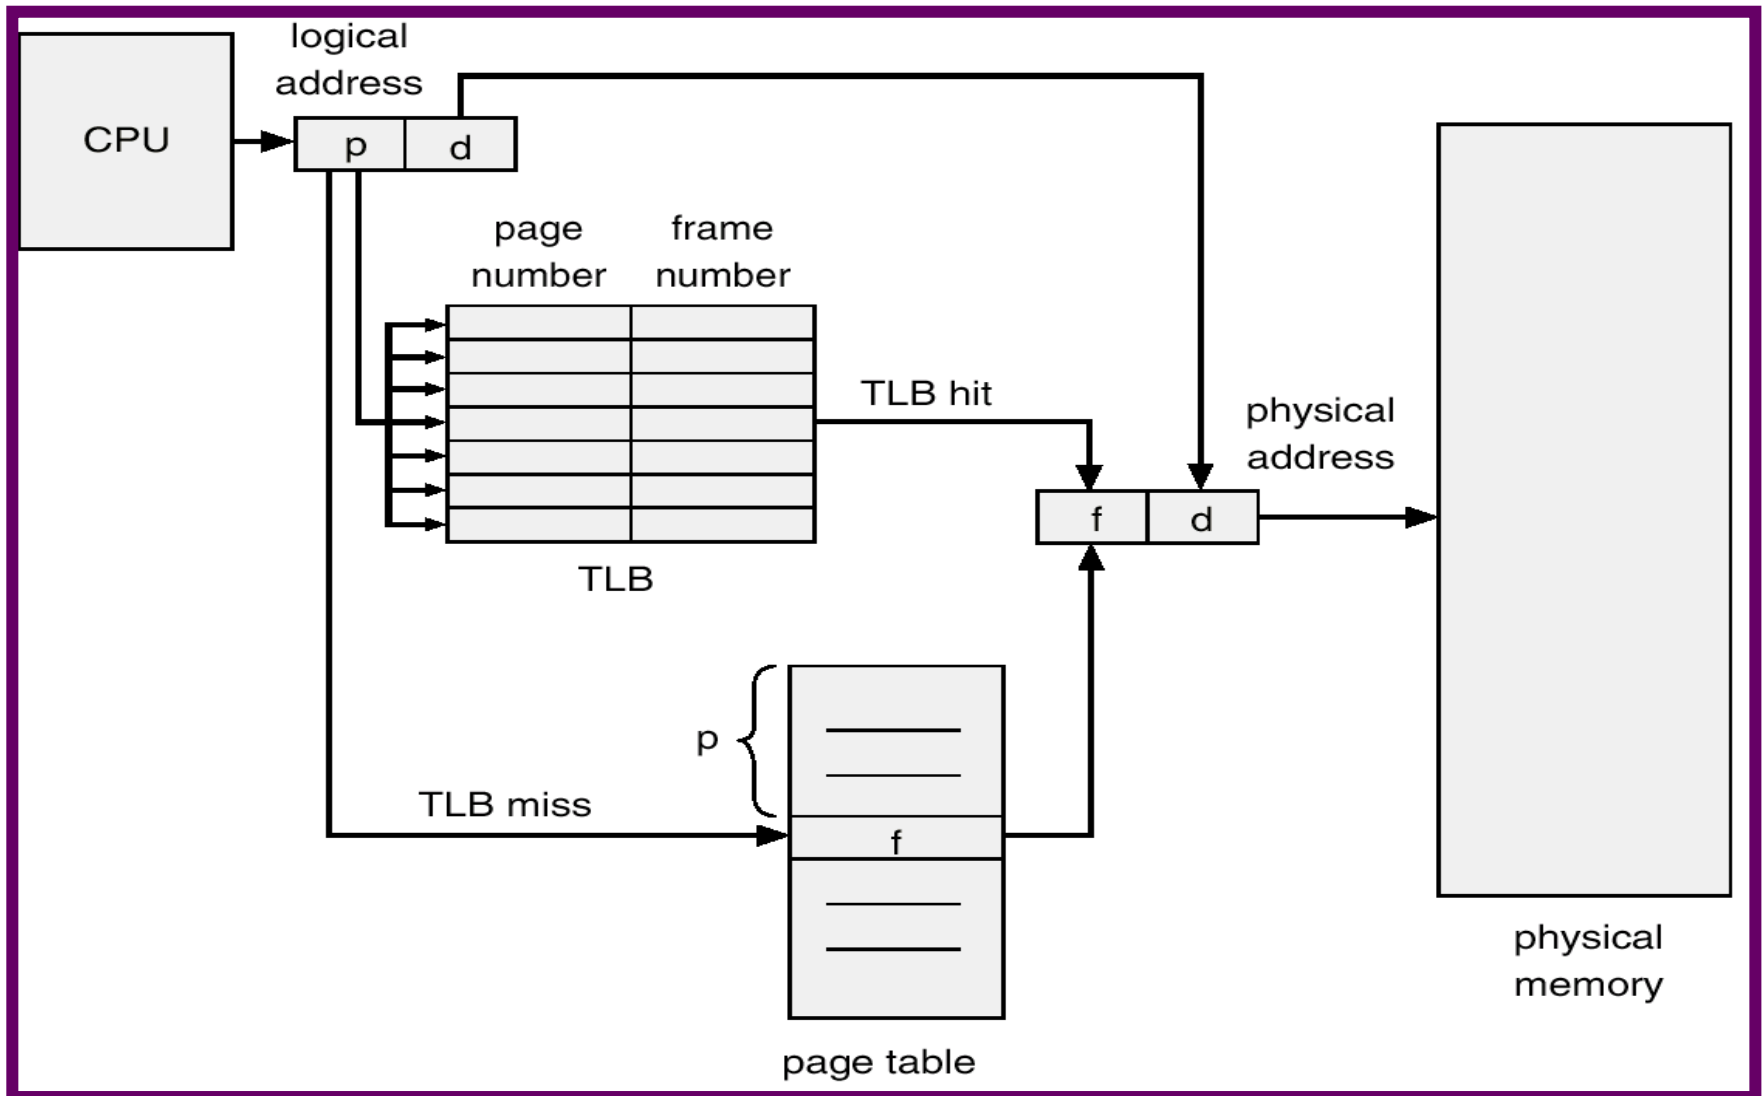 logical
address
CPU
p
d
page
number
frame
number
TLB hit
physical
address
f
d
TLB
p
TLB miss
f
physical
memory
page table